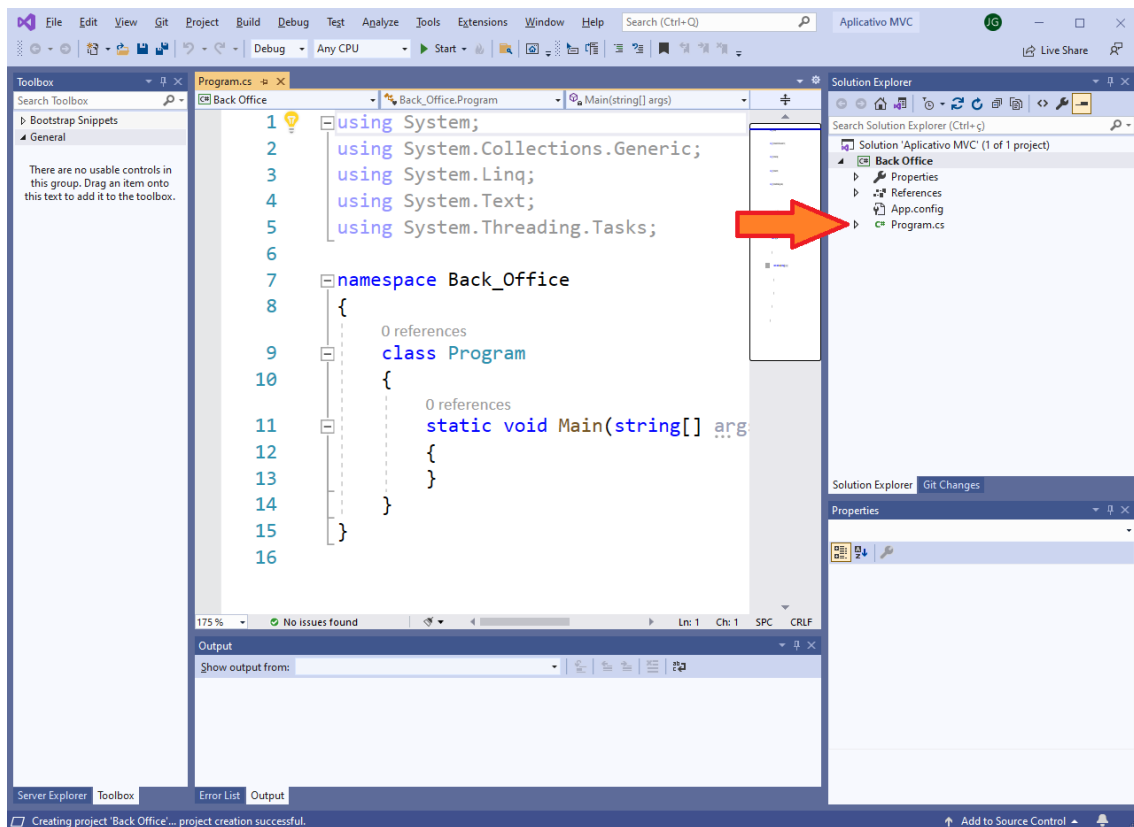 File Edit View Git Project Build Debug Test Analyze Tools Extensions Window Help Search (Ctrl+Q) Aplicativo MVC JG
Debug Any CPU Start Live Share
Toolbox
Search Toolbox
Bootstrap Snippets
General
There are no usable controls in
this group. Drag an item onto
this text to add it to the toolbox.
Server Explorer Toolbox
Program.cs
Back Office Back_Office.Program Main(string[] args)
1 using System;
2 using System.Collections.Generic;
3 using System.Linq;
4 using System.Text;
5 using System.Threading.Tasks;
6
7 namespace Back_Office
8 {
0 references
9 class Program
10 {
0 references
11 static void Main(string[] arg
12 {
13 }
14 }
15 }
16
175 % No issues found Ln: 1 Ch: 1 SPC CRLF
Output
Show output from:
Error List Output
Solution Explorer
Search Solution Explorer (Ctrl+ç)
Solution 'Aplicativo MVC' (1 of 1 project)
C# Back Office
Properties
References
App.config
C# Program.cs
Solution Explorer Git Changes
Properties
Creating project 'Back Office'... project creation successful. Add to Source Control